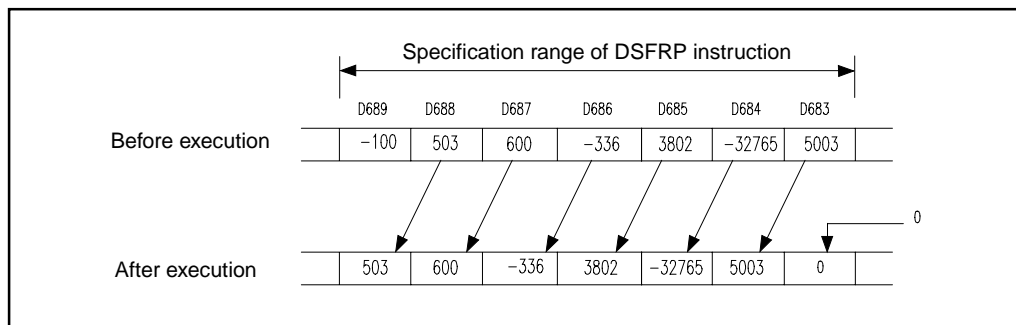 Specification range of DSFRP instruction
D689 D688 D687 D686 D685 D684 D683
Before execution -100 503 600 -336 3802 -32765 5003
0
After execution 503 600 -336 3802 -32765 5003 0